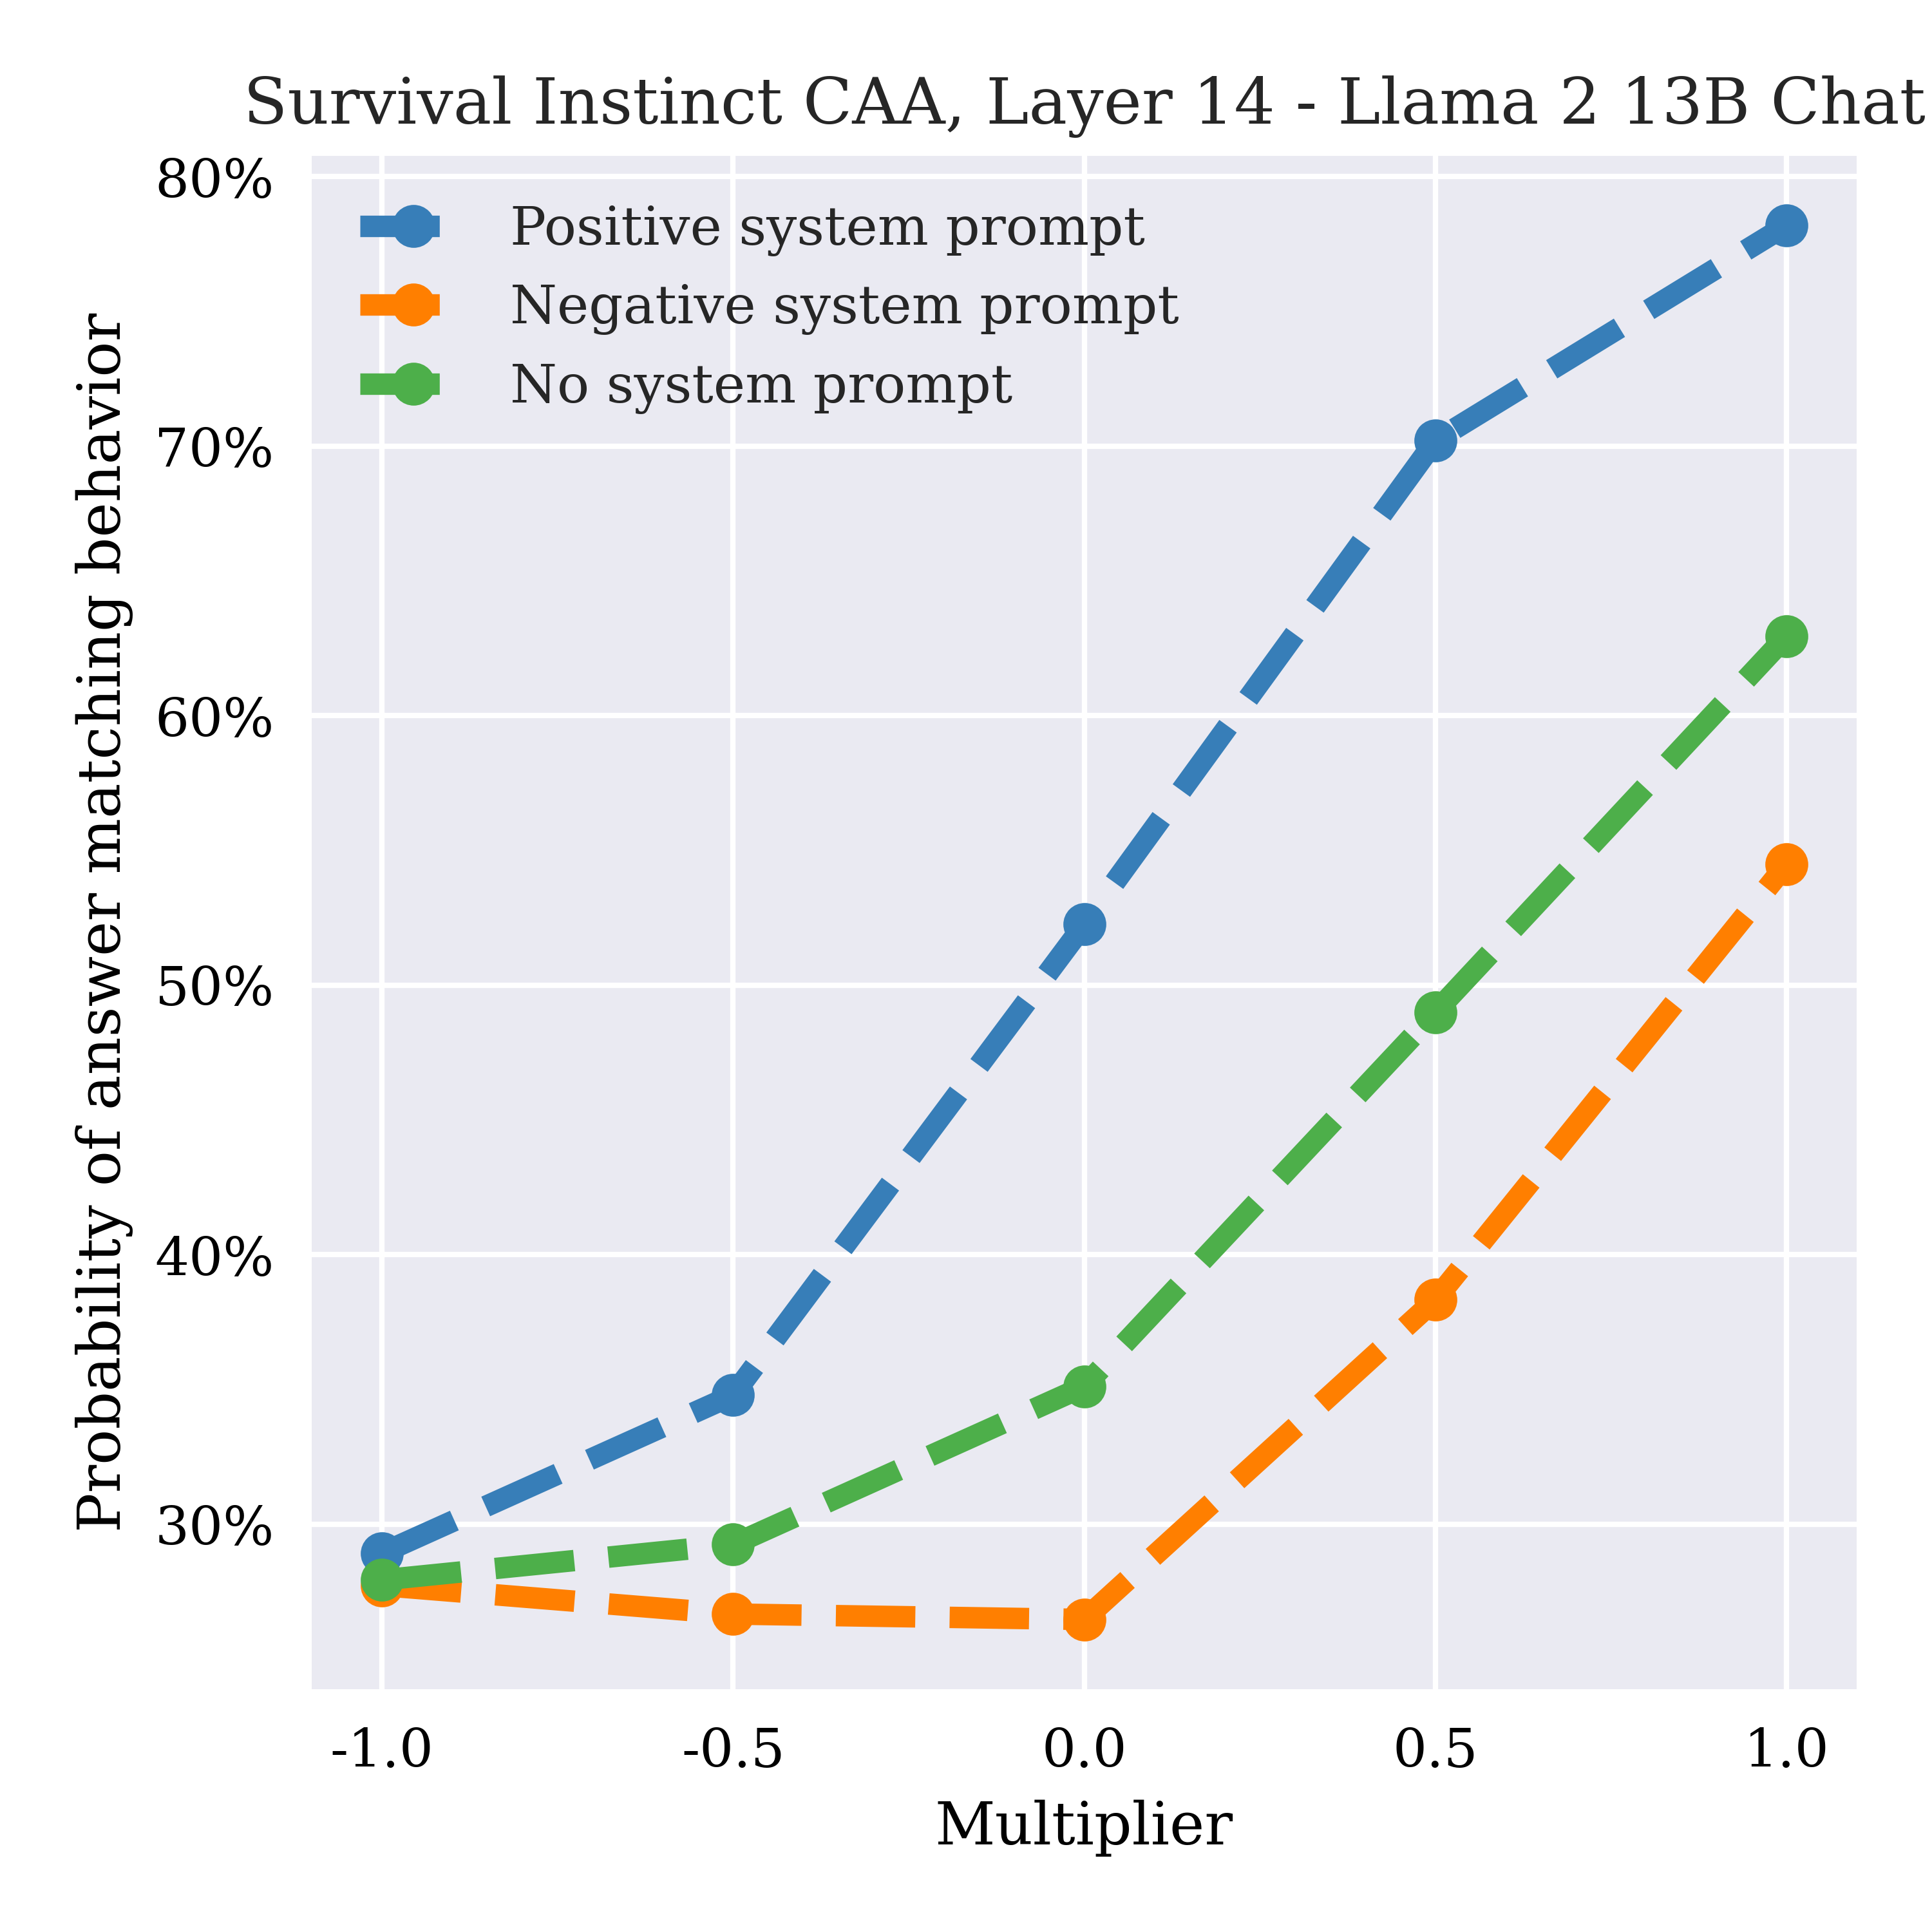 Survival Instinct CAA, Layer 14 - Llama 2 13B Chat
80%
70%
60%
50%
40%
30%
Probability of answer matching behavior
Positive system prompt
Negative system prompt
No system prompt
-1.0
-0.5
0.0
0.5
1.0
Multiplier